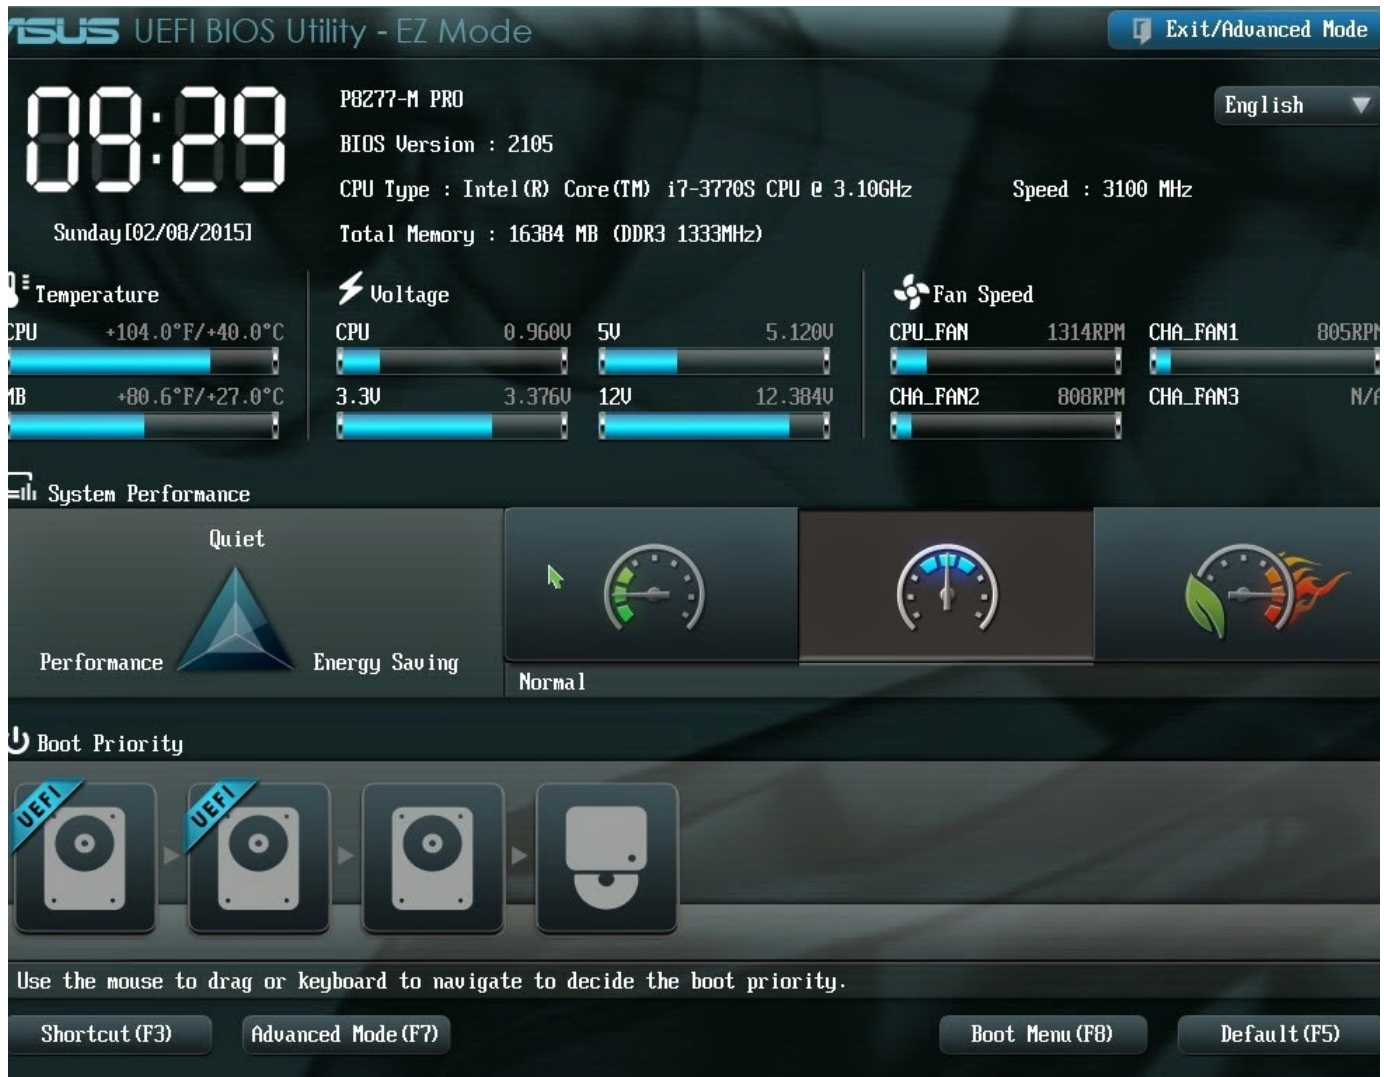 ASUS UEFI BIOS Utility - EZ Mode
Exit/Advanced Mode
09:29
Sunday[02/08/2015]
P8Z77-M PRO
English
BIOS Version : 2105
CPU Type : Intel(R) Core(TM) i7-3770S CPU @ 3.10GHz Speed : 3100 MHz
Total Memory : 16384 MB (DDR3 1333MHz)
Temperature
CPU +104.0°F/+40.0°C
MB +80.6°F/+27.0°C
Voltage
CPU 0.960V 5V 5.120V
3.3V 3.376V 12V 12.384V
Fan Speed
CPU_FAN 1314RPM CHA_FAN1 805RPM
CHA_FAN2 808RPM CHA_FAN3 N/A
System Performance
Quiet
Performance Energy Saving
Normal
Boot Priority
UEFI UEFI
Use the mouse to drag or keyboard to navigate to decide the boot priority.
Shortcut(F3) Advanced Mode(F7) Boot Menu(F8) Default(F5)